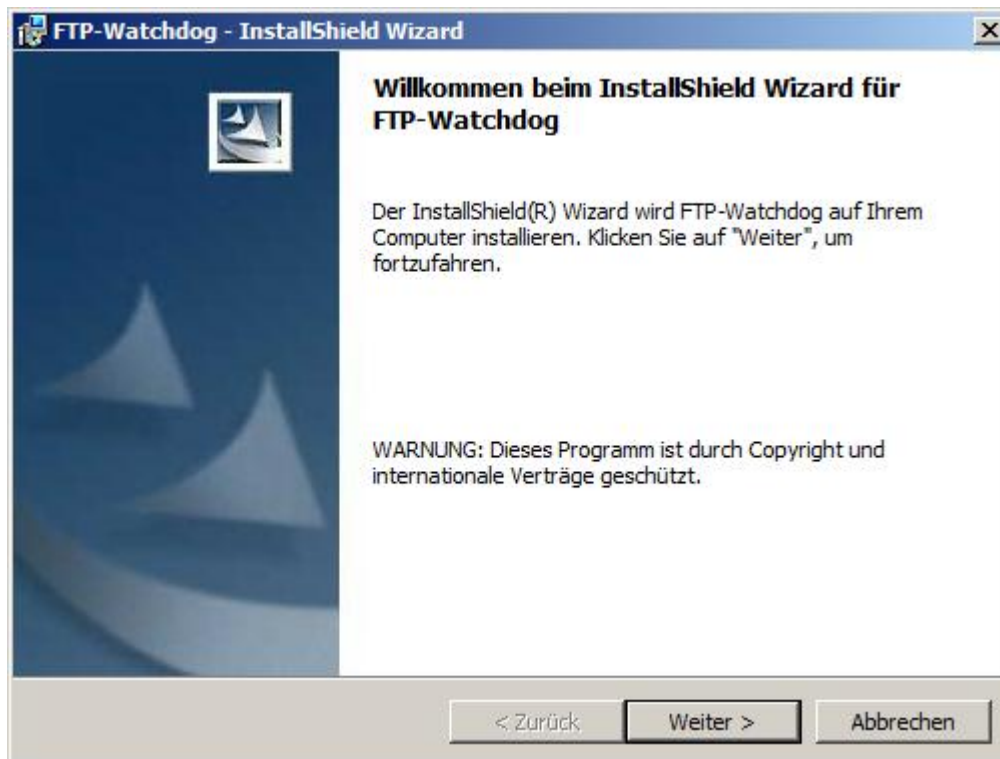 FTP-Watchdog - InstallShield Wizard
Willkommen beim InstallShield Wizard für
FTP-Watchdog
Der InstallShield(R) Wizard wird FTP-Watchdog auf Ihrem
Computer installieren. Klicken Sie auf "Weiter", um
fortzufahren.
WARNUNG: Dieses Programm ist durch Copyright und
internationale Verträge geschützt.
< Zurück
Weiter >
Abbrechen